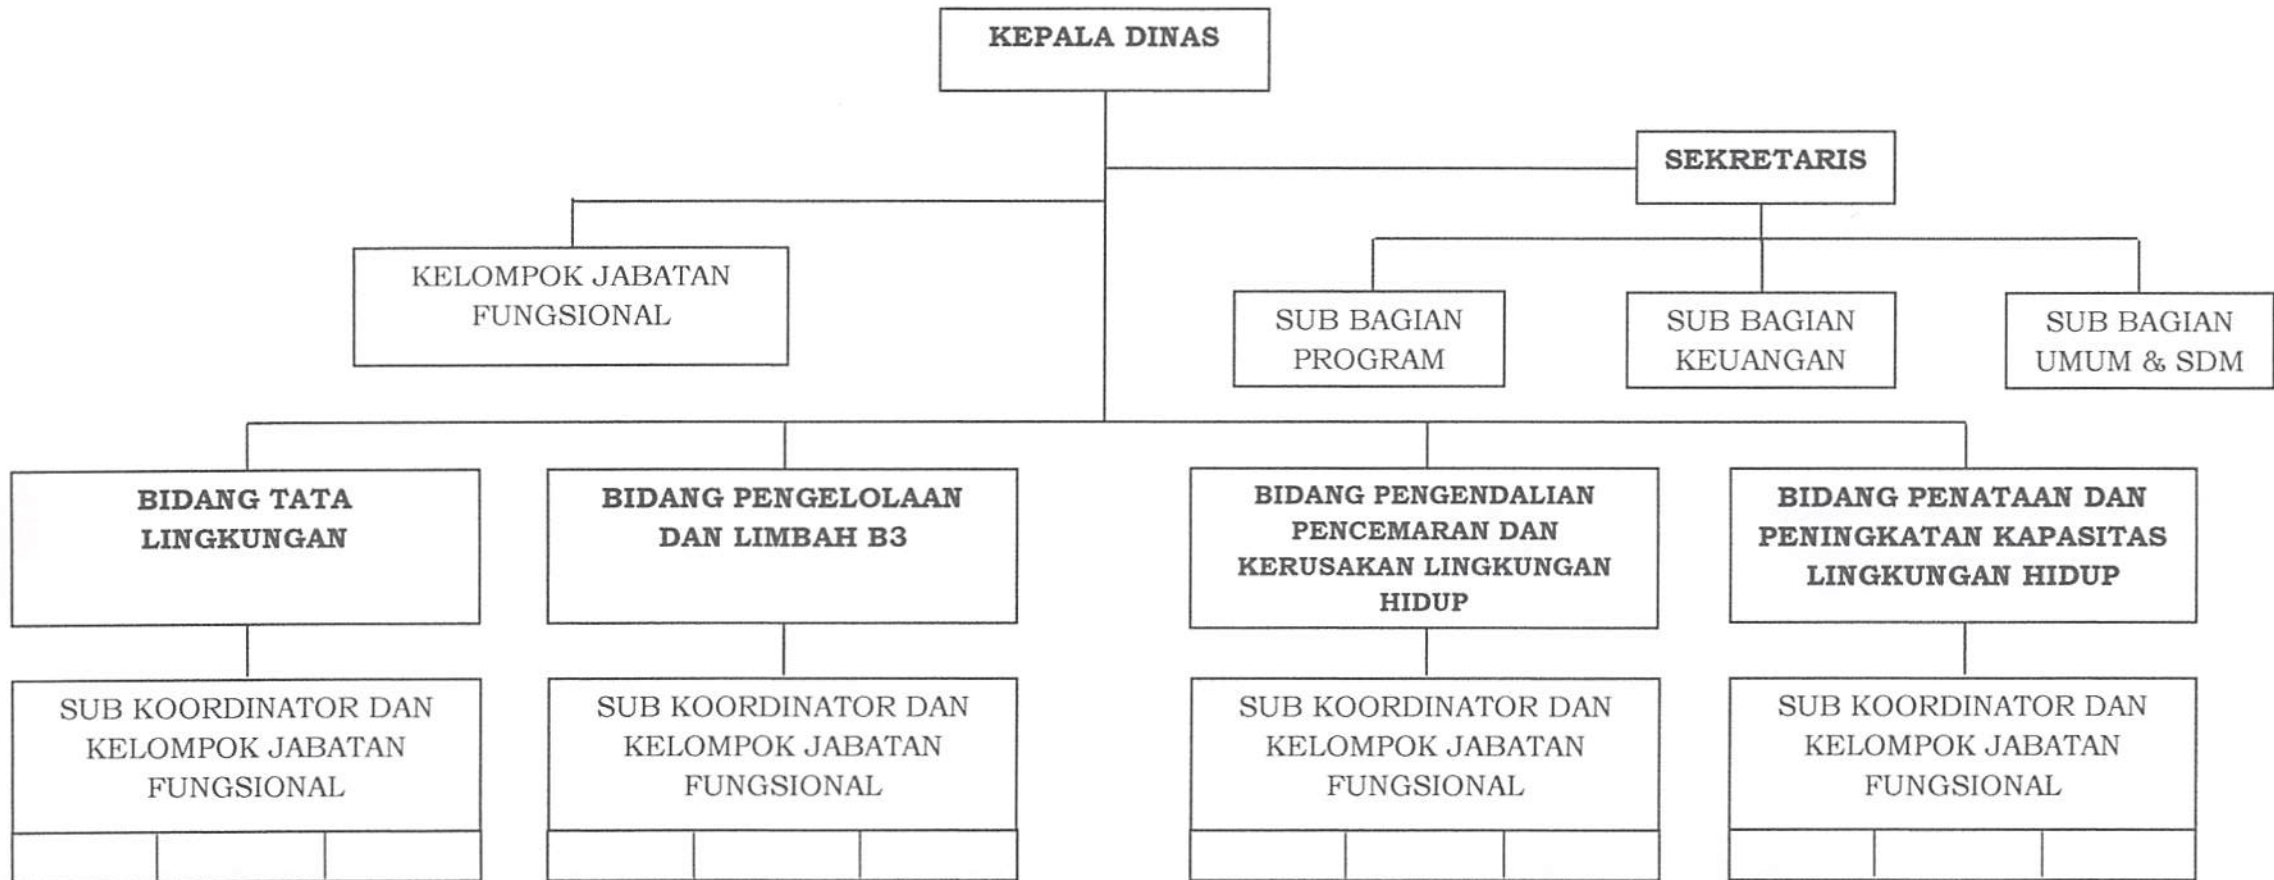 KEPALA DINAS
SEKRETARIS
KELOMPOK JABATAN
FUNGSIONAL
SUB BAGIAN
PROGRAM
SUB BAGIAN
KEUANGAN
SUB BAGIAN
UMUM & SDM
BIDANG TATA
LINGKUNGAN
BIDANG PENGELOLAAN
DAN LIMBAH B3
BIDANG PENGENDALIAN
PENCEMARAN DAN
KERUSAKAN LINGKUNGAN
HIDUP
BIDANG PENATAAN DAN
PENINGKATAN KAPASITAS
LINGKUNGAN HIDUP
SUB KOORDINATOR DAN
KELOMPOK JABATAN
FUNGSIONAL
SUB KOORDINATOR DAN
KELOMPOK JABATAN
FUNGSIONAL
SUB KOORDINATOR DAN
KELOMPOK JABATAN
FUNGSIONAL
SUB KOORDINATOR DAN
KELOMPOK JABATAN
FUNGSIONAL